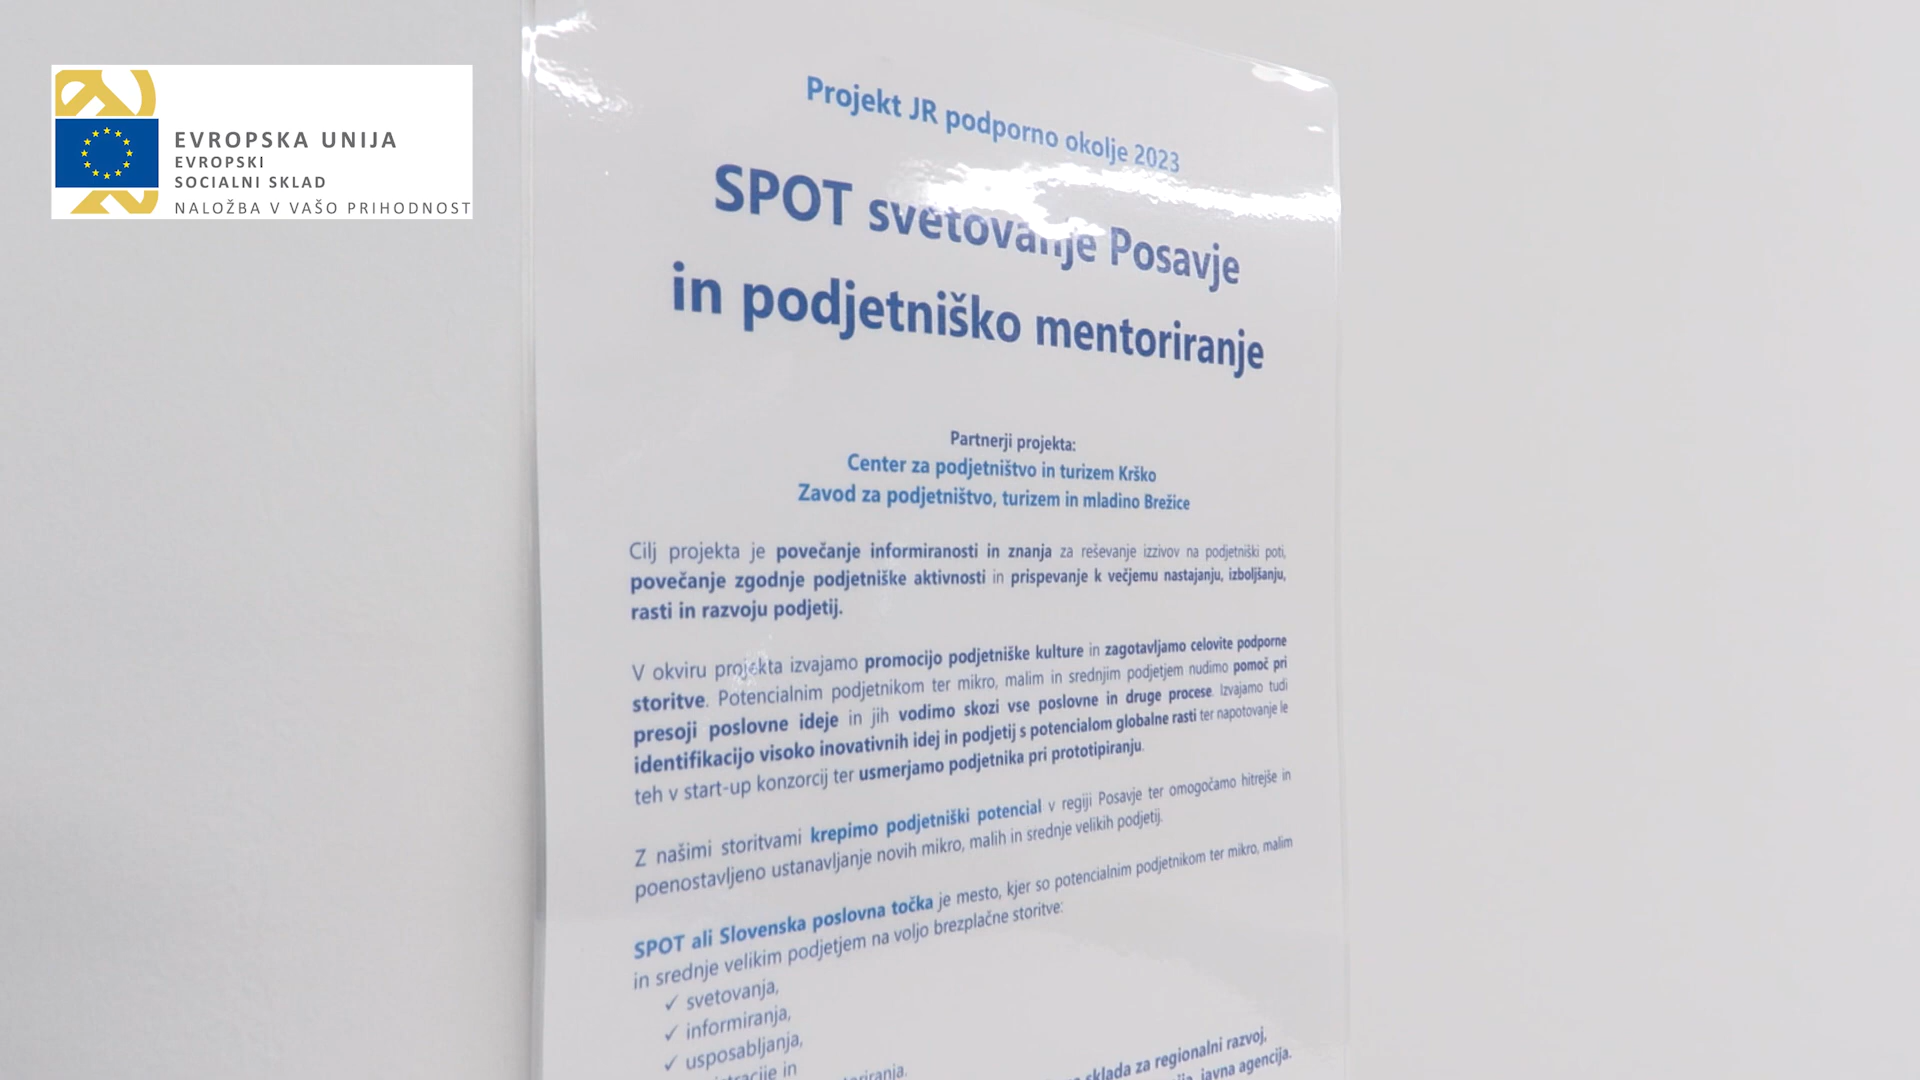 EVROPSKA UNIJA
EVROPSKI
SOCIALNI SKLAD
NALOŽBA V VAŠO PRIHODNOST
Projekt JR podporno okolje 2023
SPOT svetovanje Posavje
in podjetniško mentoriranje
Partnerji projekta:
Center za podjetništvo in turizem Krško
Zavod za podjetništvo, turizem in mladino Brežice
Cilj projekta je povečanje informiranosti in znanja za reševanje izzivov na podjetniški poti,
povečanje zgodnje podjetniške aktivnosti in prispevanje k večjemu nastajanju, izboljšanju,
rasti in razvoju podjetij.
V okviru projekta izvajamo promocijo podjetniške kulture in zagotavljamo celovite podporne
storitve. Potencialnim podjetnikom ter mikro, malim in srednjim podjetjem nudimo pomoč pri
presoji poslovne ideje in jih vodimo skozi vse poslovne in druge procese. Izvajamo tudi
identifikacijo visoko inovativnih idej in podjetij s potencialom globalne rasti ter napotovanje le
teh v start-up konzorcij ter usmerjamo podjetnika pri prototipiranju.
Z našimi storitvami krepimo podjetniški potencial v regiji Posavje ter omogočamo hitrejše in
poenostavljeno ustanavljanje novih mikro, malih in srednje velikih podjetij.
SPOT ali Slovenska poslovna točka je mesto, kjer so potencialnim podjetnikom ter mikro, malim
in srednje velikim podjetjem na voljo brezplačne storitve:
✓ svetovanja,
✓ informiranja,
✓ usposabljanja,
in
sklada za regionalni razvoj,
javna agencija.